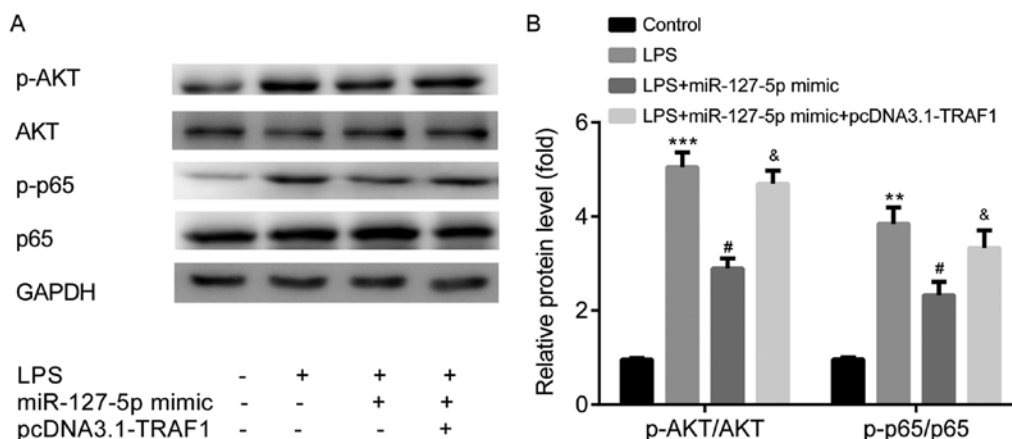 A
p-AKT
AKT
p-p65
p65
GAPDH
LPS - + + +
miR-127-5p mimic - - + +
pcDNA3.1-TRAF1 - - - +
B
Control
LPS
LPS+miR-127-5p mimic
LPS+miR-127-5p mimic+pcDNA3.1-TRAF1
Relative protein level (fold)
6
4
2
0
***
#
&
**
#
&
p-AKT/AKT
p-p65/p65